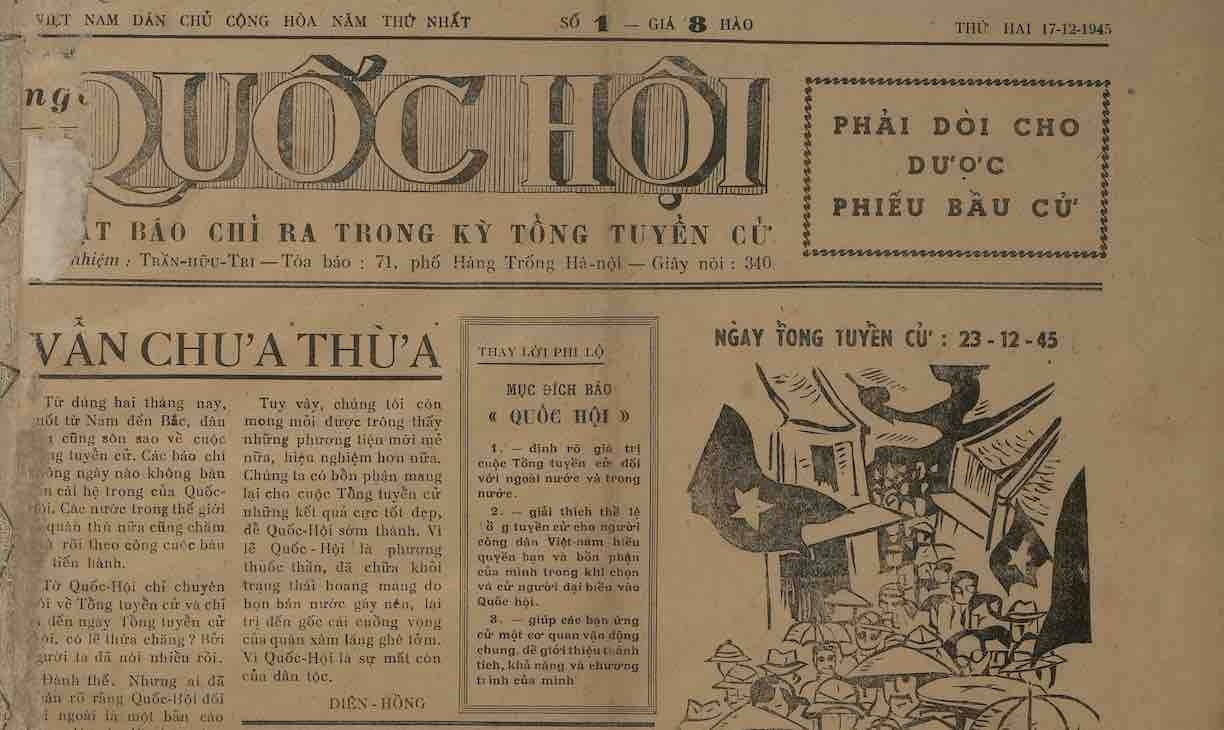 VIỆT NAM DÂN CHỦ CỘNG HÒA NĂM THỨ NHẤT
SỐ 1 — GIÁ 8 HÀO
THỨ HAI 17-12-1945
QUỐC HỘI
BÁO CHỈ RA TRONG KỲ TỔNG TUYỂN CỬ
nhiệm : TRẦN-HỮU-TRI — Tòa báo : 71, phố Hàng Trống Hà-nội — Giây nói : 340
PHẢI DÒI CHO
DƯỢC
PHIẾU BẦU CỬ
VẪN CHƯA THỪA
Từ dúng hai tháng nay,
từ Nam đến Bắc, dân
cũng sôn sao về cuộc
tuyển cử. Các báo chí
ngày nào không bàn
cái hệ trọng của Quốc-
Các nước trong thế giới
quân thù nữa cũng chăm
rõi theo công cuộc bầu
tiến hành.
Tờ Quốc-Hội chỉ chuyên
về Tổng tuyển cử và chỉ
đến ngày Tổng tuyển cử
có lẽ thừa chăng ? Bởi
người ta đã nói nhiều rồi.
Đành thế. Nhưng ai đã
rõ ràng Quốc-Hội đối
ngoài là một bản cáo
Tuy vậy, chúng tôi còn
mong mỏi được trông thấy
những phương tiện mới mẻ
nữa, hiệu nghiệm hơn nữa.
Chúng ta có bổn phận mang
lại cho cuộc Tổng tuyển cử
những kết quả cực tốt đẹp,
để Quốc-Hội sớm thành. Vì
lẽ Quốc - Hội là phương
thuốc thần, đã chữa khỏi
trạng thái hoang mang do
bọn bán nước gây nên, lại
trị đến gốc cái cuồng vọng
của quân xâm lăng ghê tởm.
Vì Quốc-Hội là sự mất còn
của dân tộc.
DIÊN - HỒNG
THAY LỜI PHI LỘ
MỤC ĐÍCH BÁO
« QUỐC HỘI »
1. — định rõ giá trị
cuộc Tổng tuyển cử đối
với ngoài nước và trong
nước.
2. — giải thích thể lệ
tuyển cử cho người
công dân Việt-nam hiểu
quyền hạn và bổn phận
của mình trong khi chọn
và cử người đại biểu vào
Quốc hội.
3. — giúp các bạn ứng
cử một cơ quan vận động
chung, để giới thiệu thành
tích, khả năng và chương
trình của mình
NGAY TỔNG TUYỂN CỬ : 23 - 12 - 45